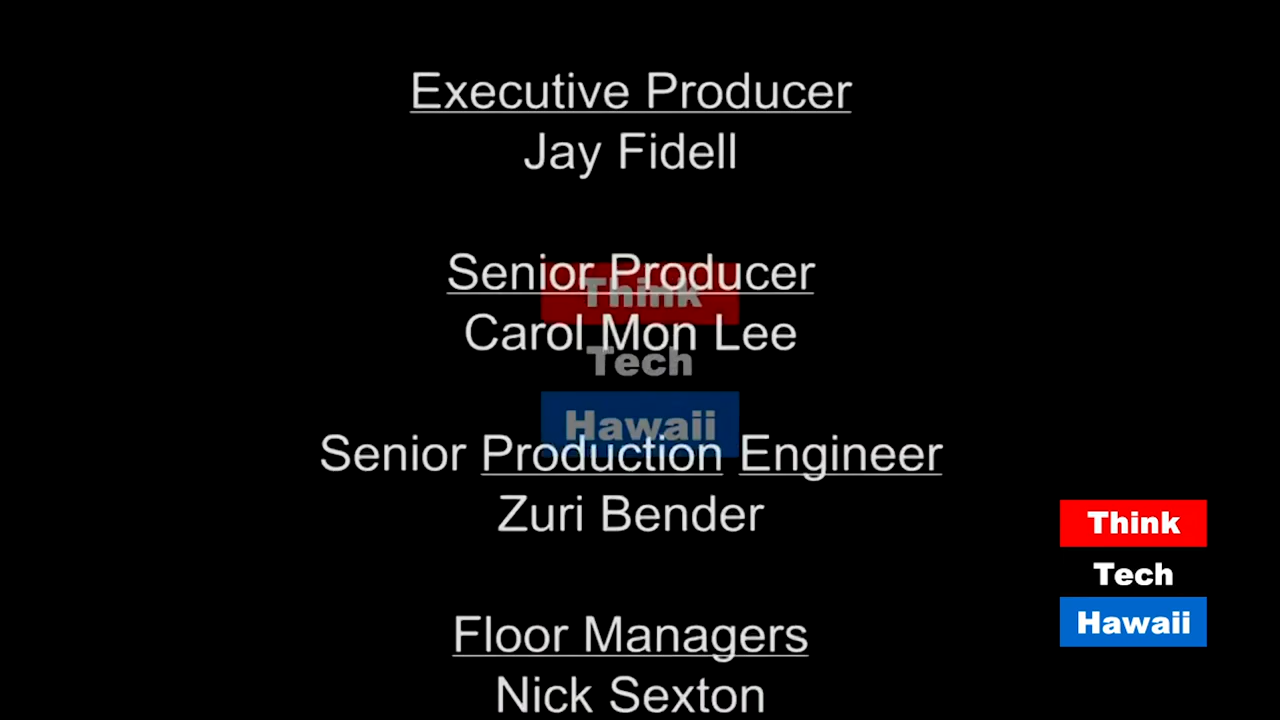 Executive Producer
Jay Fidell
Senior Producer
Think
Carol Mon Lee
Tech
Hawaii
Senior Production Engineer
Zuri Bender
Think
Tech
Hawaii
Floor Managers
Nick Sexton